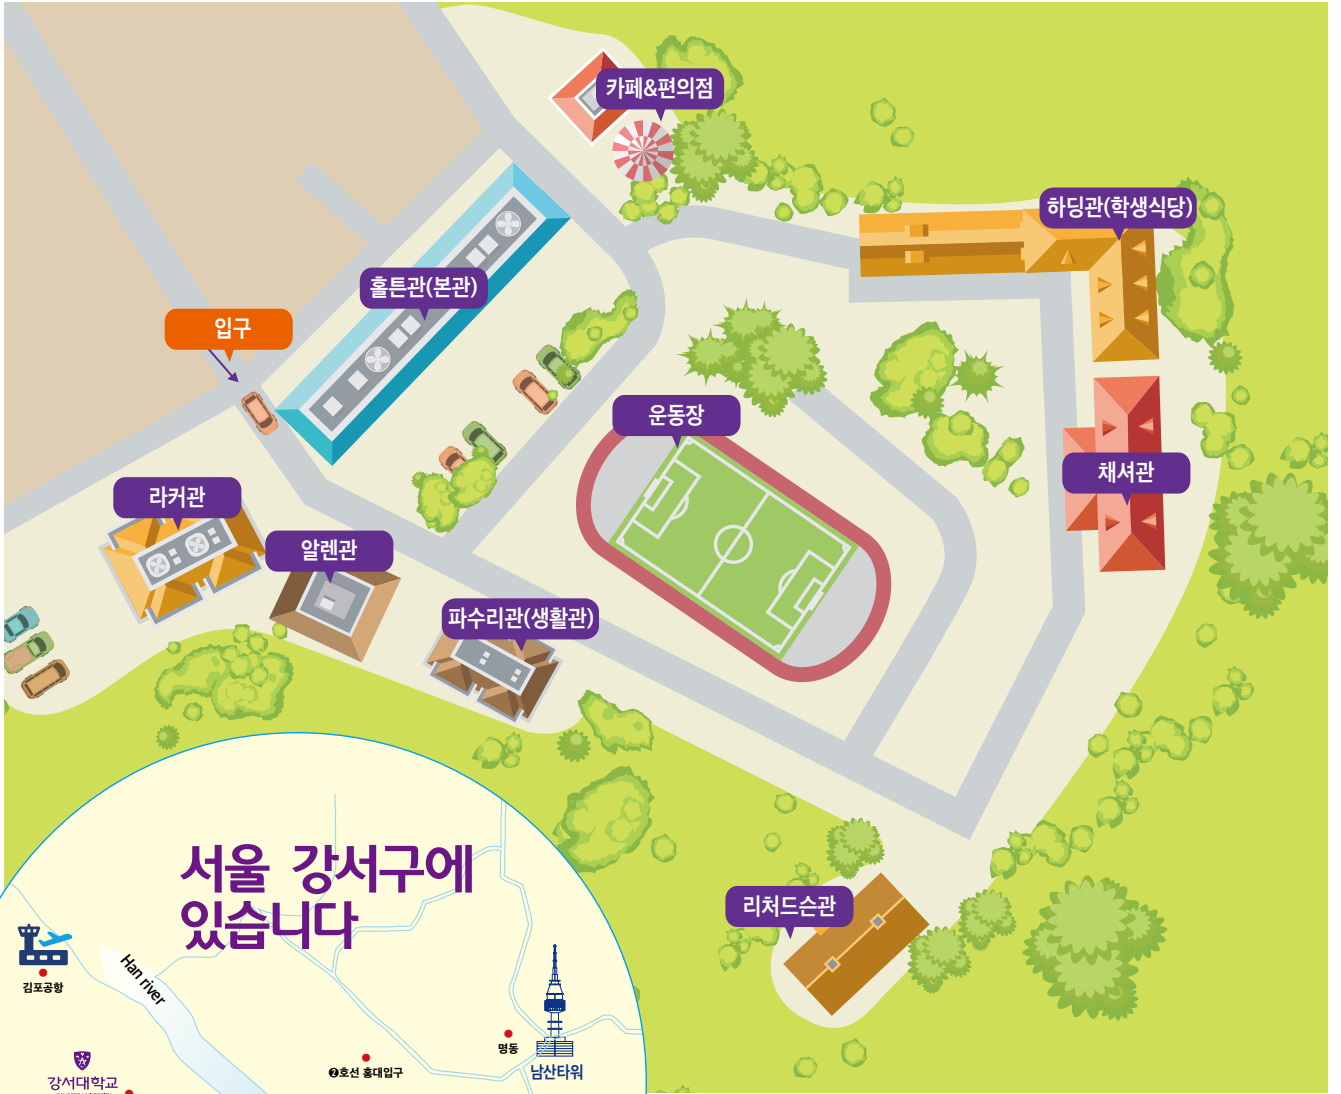 카페&편의점
하딩관(학생식당)
홀튼관(본관)
입구
운동장
채셔관
라커관
알렌관
파수리관(생활관)
리처드슨관
서울 강서구에
있습니다
김포공항
Han river
명동
남산타워
❷호선 홍대입구
강서대학교